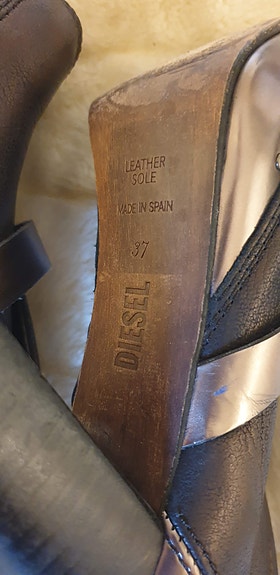 LEATHER
SOLE
MADE IN SPAIN
37
DIESEL